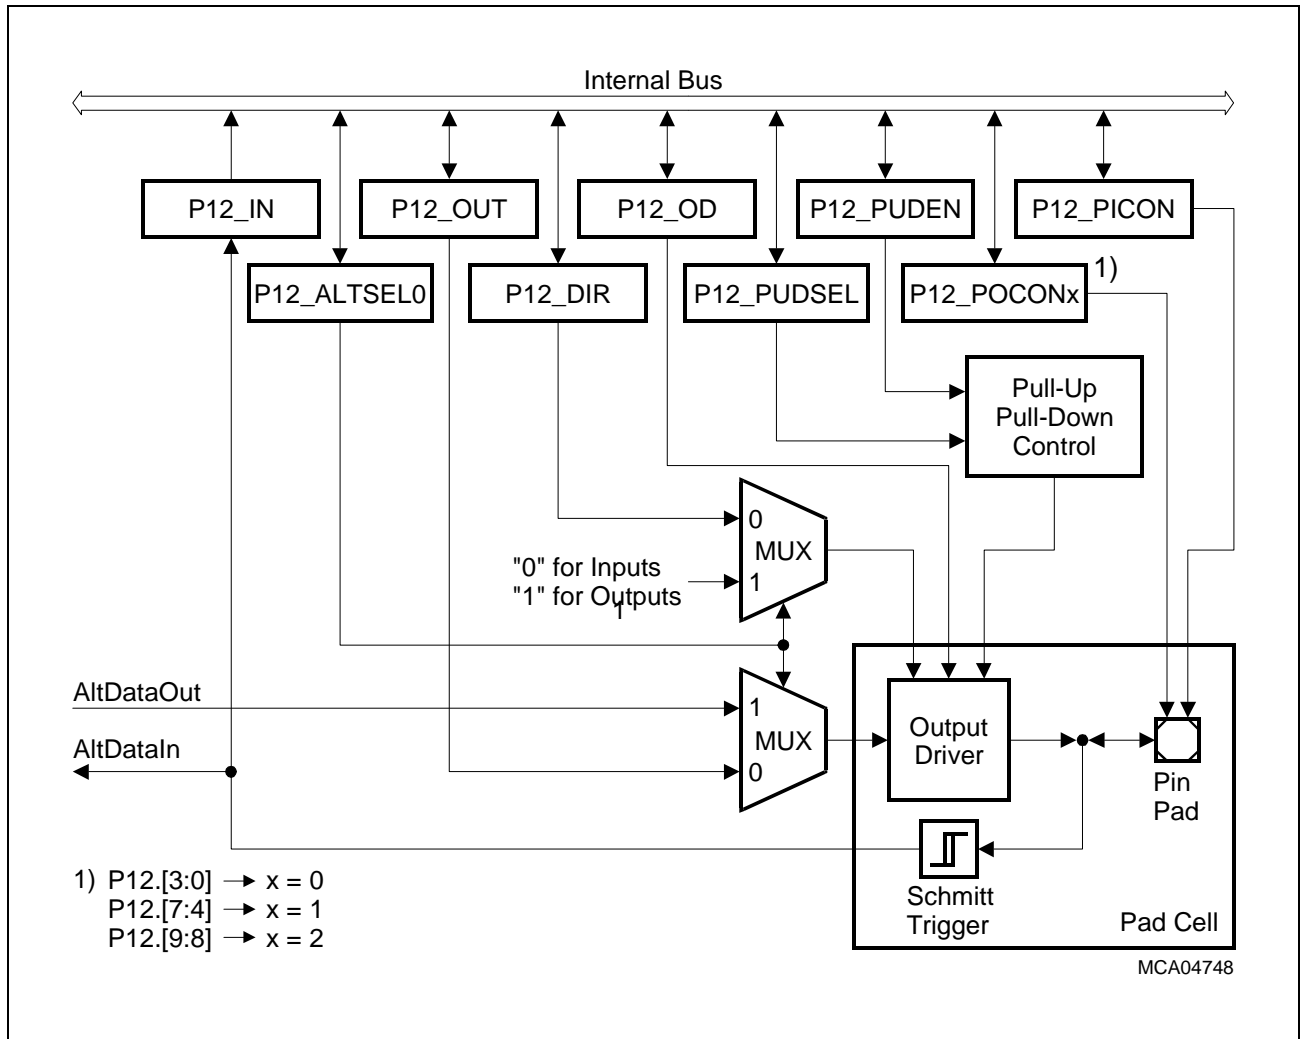 Internal Bus
P12_IN
P12_OUT
P12_OD
P12_PUDEN
P12_PICON
P12_ALTSEL0
P12_DIR
P12_PUDSEL
P12_POCONx
1)
Pull-Up
Pull-Down
Control
0
MUX
1
"0" for Inputs
"1" for Outputs
1
AltDataOut
AltDataIn
1
MUX
0
Output
Driver
Pin
Pad
Schmitt
Trigger
Pad Cell
1) P12.[3:0] → x = 0
P12.[7:4] → x = 1
P12.[9:8] → x = 2
MCA04748